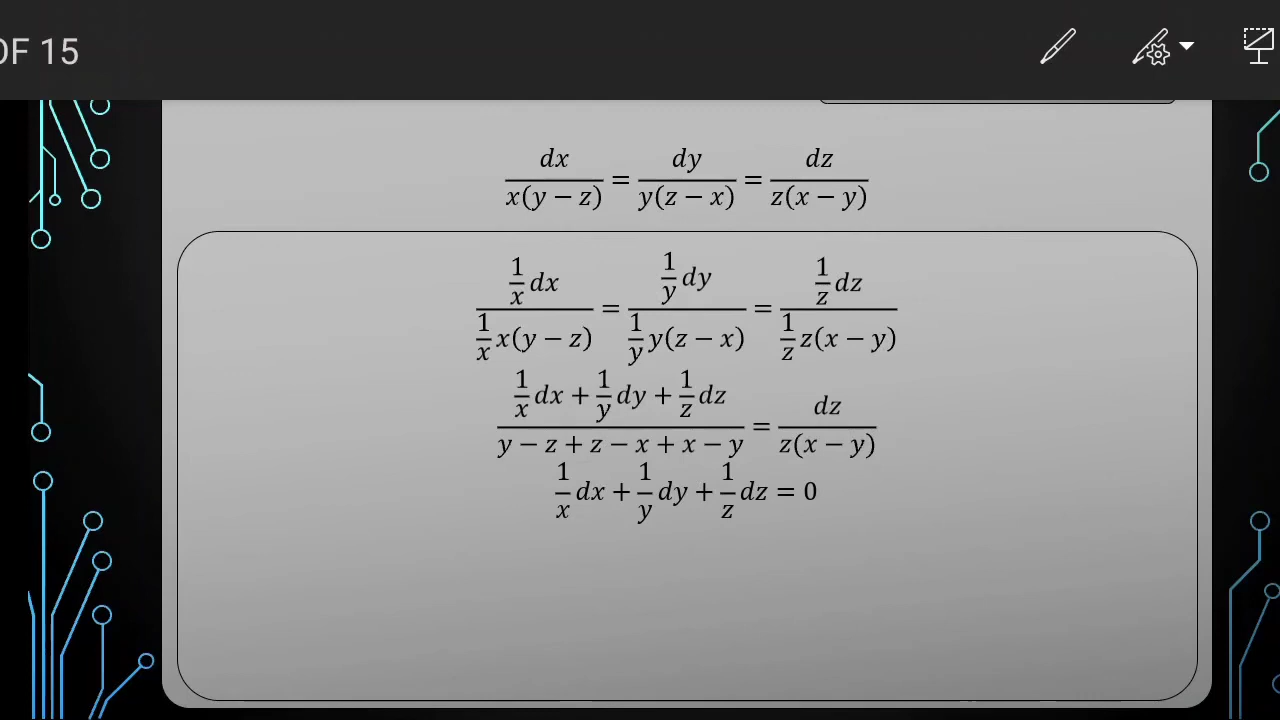 OF 15
dx/x(y − z) = dy/y(z − x) = dz/z(x − y)
(1/x dx)/(1/x x(y − z)) = (1/y dy)/(1/y y(z − x)) = (1/z dz)/(1/z z(x − y))
(1/x dx + 1/y dy + 1/z dz)/(y − z + z − x + x − y) = dz/z(x − y)
1/x dx + 1/y dy + 1/z dz = 0